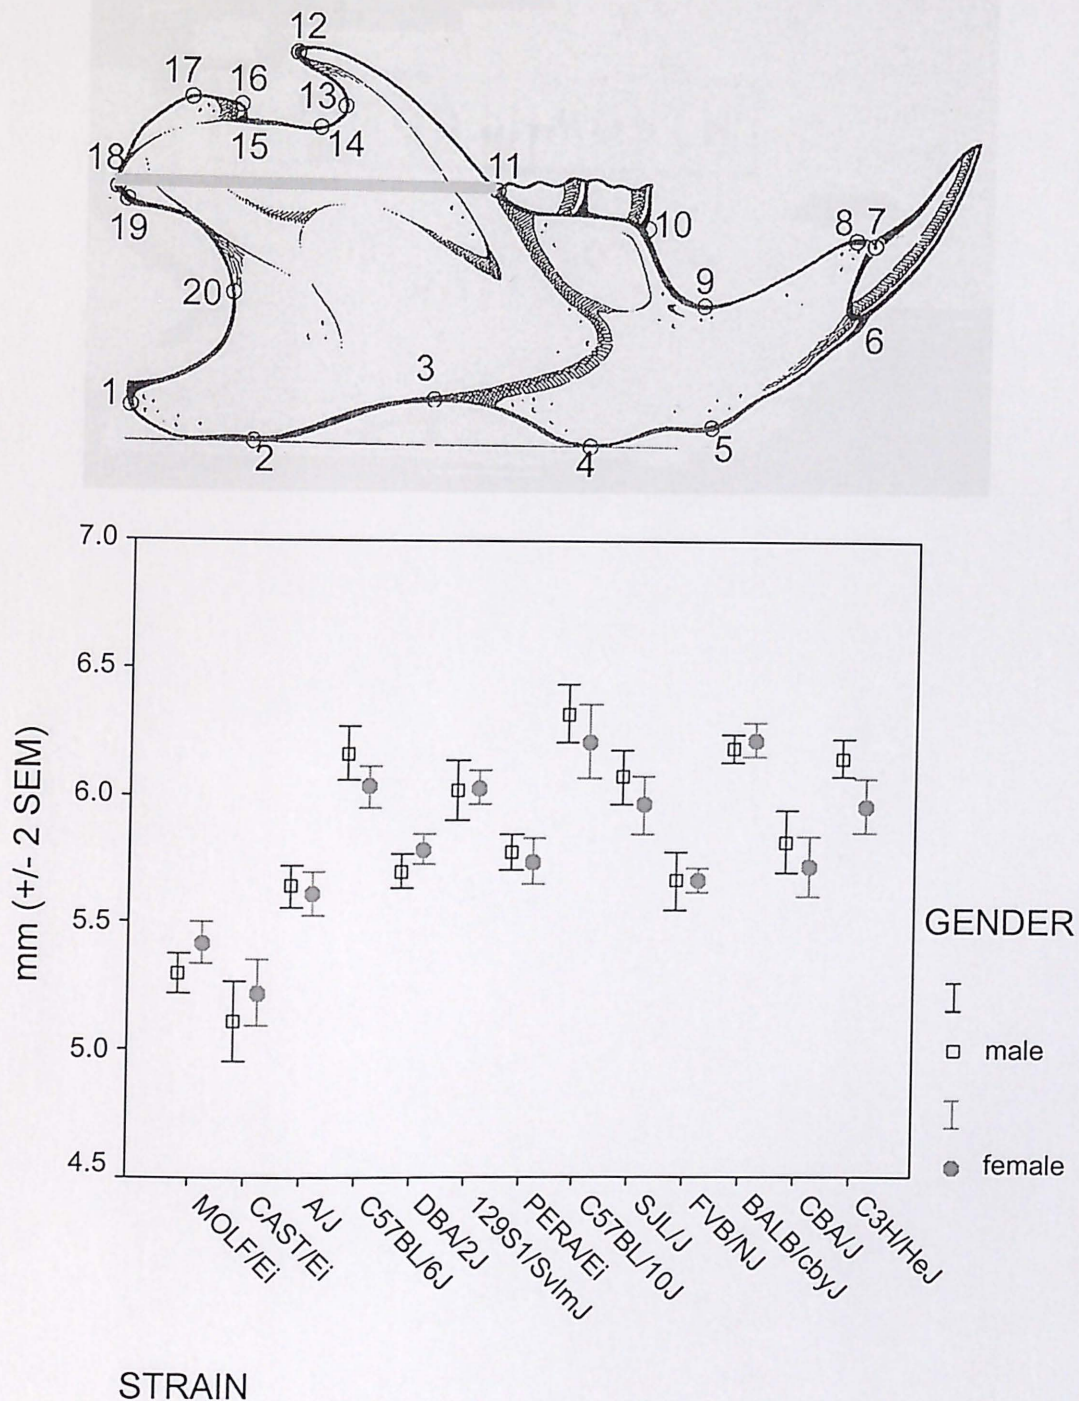 12
17
16
13
15
14
18
11
19
10
8
7
20
9
6
1
3
5
2
4
7.0
6.5
6.0
5.5
5.0
4.5
mm (+/- 2 SEM)
GENDER
male
female
MOLF/Ei
CAST/Ei
A/J
C57BL/6J
DBA/2J
129S1/SvImJ
PERA/Ei
C57BL/10J
SJL/J
FVB/NJ
BALB/cbyJ
CBA/J
C3H/HeJ
STRAIN